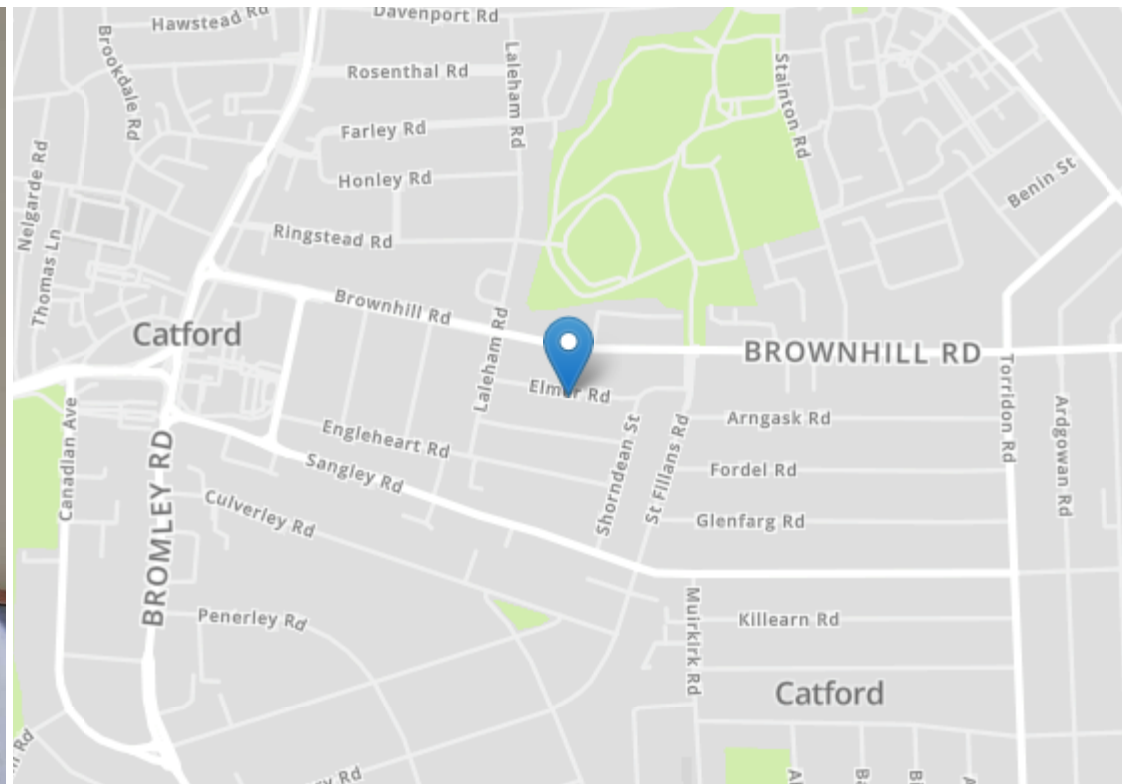 Hawstead Rd
Davenport Rd
Brookdale Rd
Rosenthal Rd
Laleham Rd
Stainton Rd
Farley Rd
Honley Rd
Nelgarde Rd
Benin St
Thomas Ln
Ringstead Rd
Brownhill Rd
Catford
BROWNHILL RD
Laleham Rd
Torridon Rd
Canadian Ave
Ardgowan Rd
Arngask Rd
Engleheart Rd
Shorndean St
St Fillans Rd
Sangley Rd
Fordel Rd
BROMLEY RD
Culverley Rd
Glenfarg Rd
Penerley Rd
Muirkirk Rd
Killearn Rd
Catford
Rd
Rd